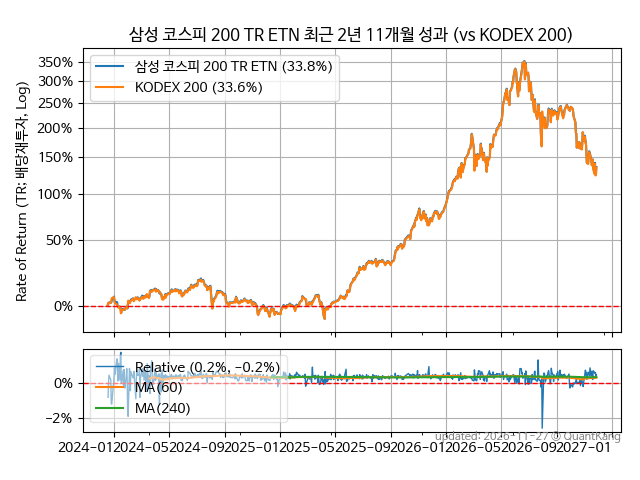 삼성 코스피 200 TR ETN 최근 2년 11개월 성과 (vs KODEX 200)
Rate of Return (TR: 배당재투자, Log)
350%
300%
250%
200%
150%
100%
50%
0%
삼성 코스피 200 TR ETN (33.8%)
KODEX 200 (33.6%)
0%
−2%
Relative (0.2%, −0.2%)
MA(60)
MA(240)
updated: 2026-11-27 © QuantKang
2024-01 2024-05 2024-09 2025-01 2025-05 2025-09 2026-01 2026-05 2026-09 2027-01